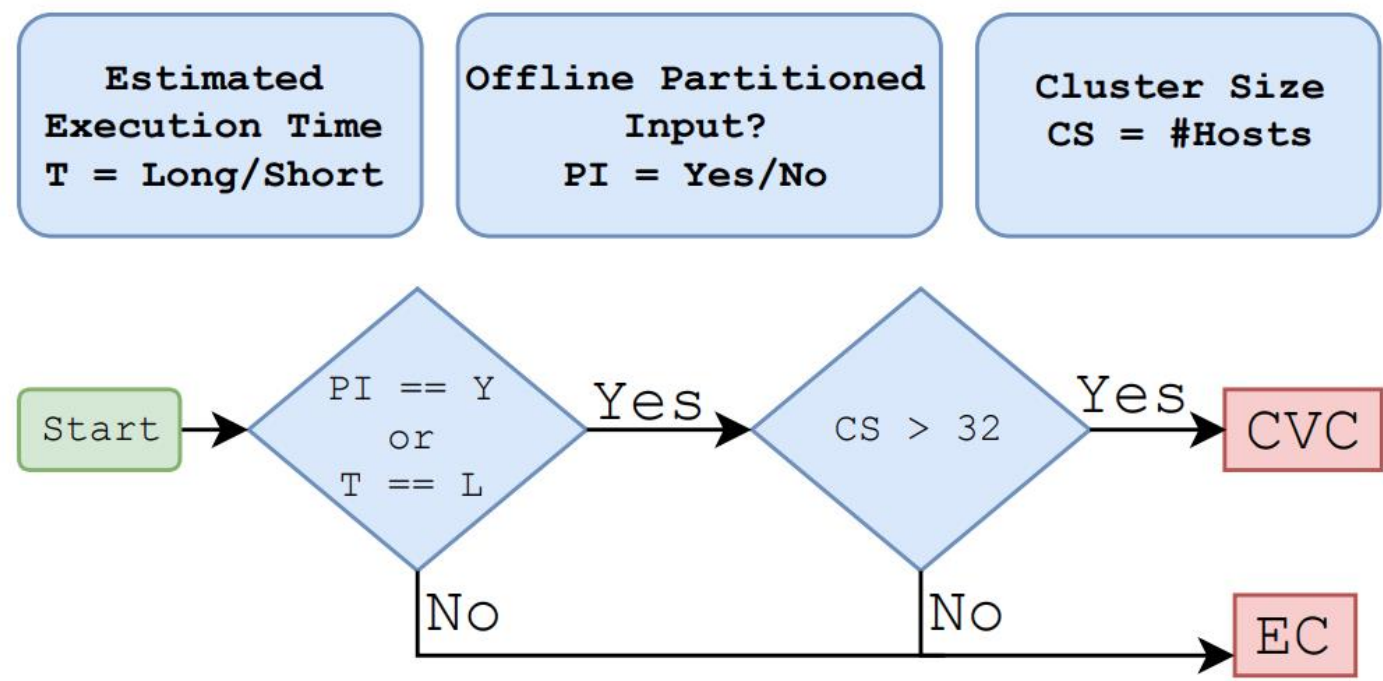 Estimated
Execution Time
T = Long/Short
Offline Partitioned
Input?
PI = Yes/No
Cluster Size
CS = #Hosts
Start
PI == Y
or
T == L
Yes
CS > 32
Yes
CVC
No
No
EC